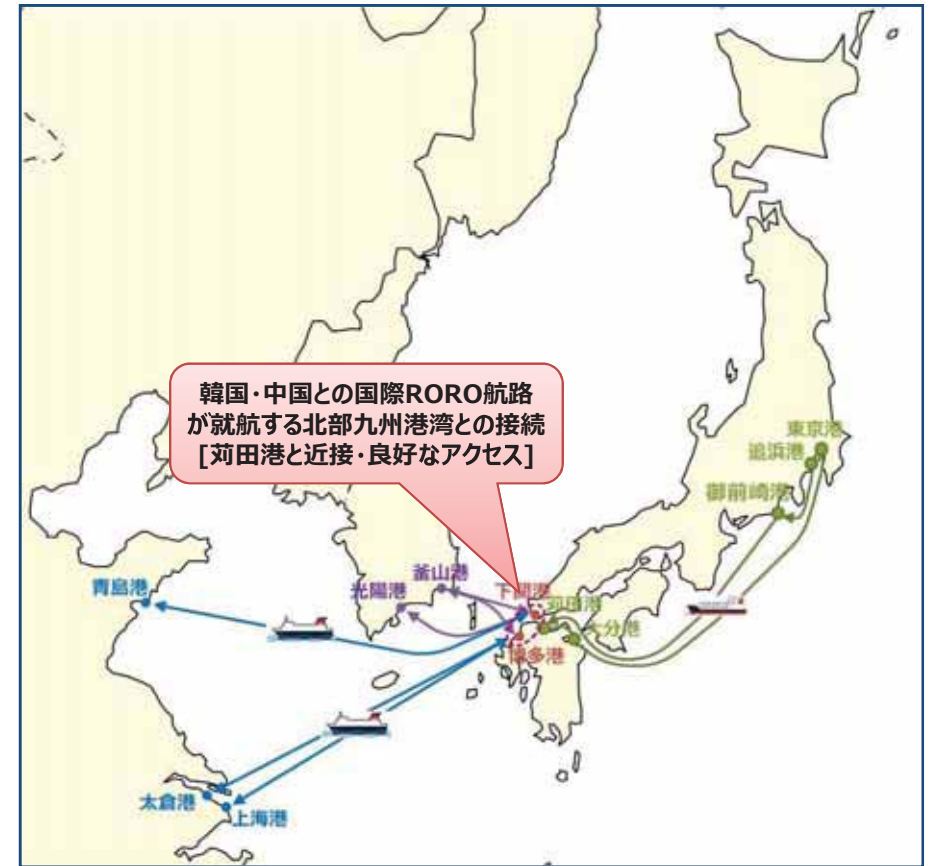 韓国・中国との国際RORO航路
が就航する北部九州港湾との接続
[苅田港と近接・良好なアクセス]
東京港
追浜港
御前崎港
釜山港
青島港
光陽港
下関港
苅田港
大分港
博多港
太倉港
上海港